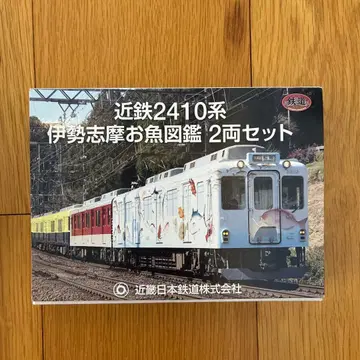 鉄道
近鉄2410系
伊勢志摩お魚図鑑 2両セット
近畿日本鉄道株式会社